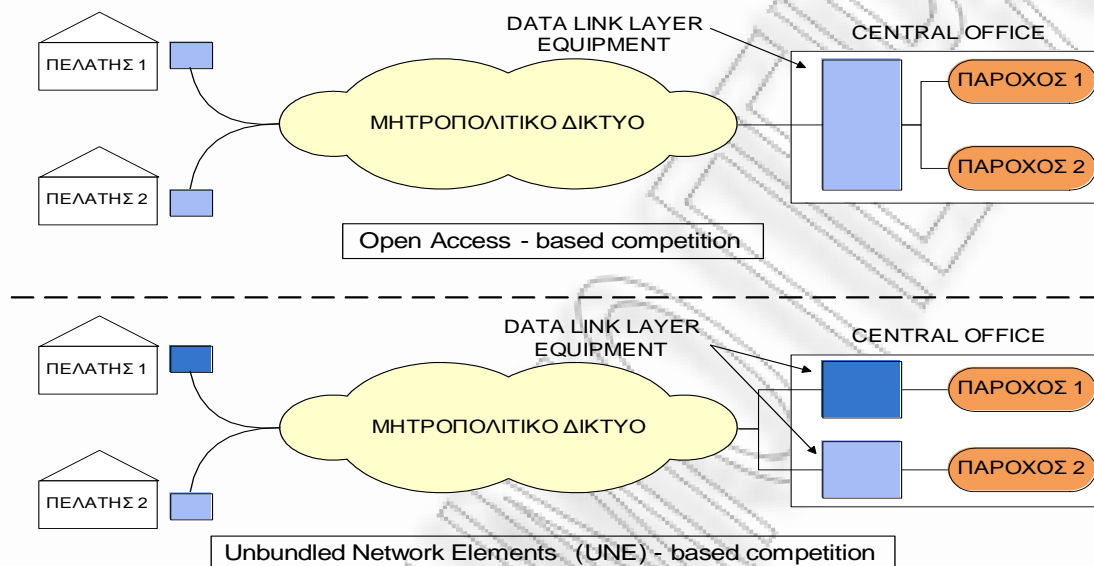 DATA LINK LAYER
EQUIPMENT
CENTRAL OFFICE
ΠΕΛΑΤΗΣ 1
ΜΗΤΡΟΠΟΛΙΤΙΚΟ ΔΙΚΤΥΟ
ΠΑΡΟΧΟΣ 1
ΠΕΛΑΤΗΣ 2
ΠΑΡΟΧΟΣ 2
Open Access - based competition
DATA LINK LAYER
EQUIPMENT
CENTRAL OFFICE
ΠΕΛΑΤΗΣ 1
ΜΗΤΡΟΠΟΛΙΤΙΚΟ ΔΙΚΤΥΟ
ΠΑΡΟΧΟΣ 1
ΠΕΛΑΤΗΣ 2
ΠΑΡΟΧΟΣ 2
Unbundled Network Elements (UNE) - based competition